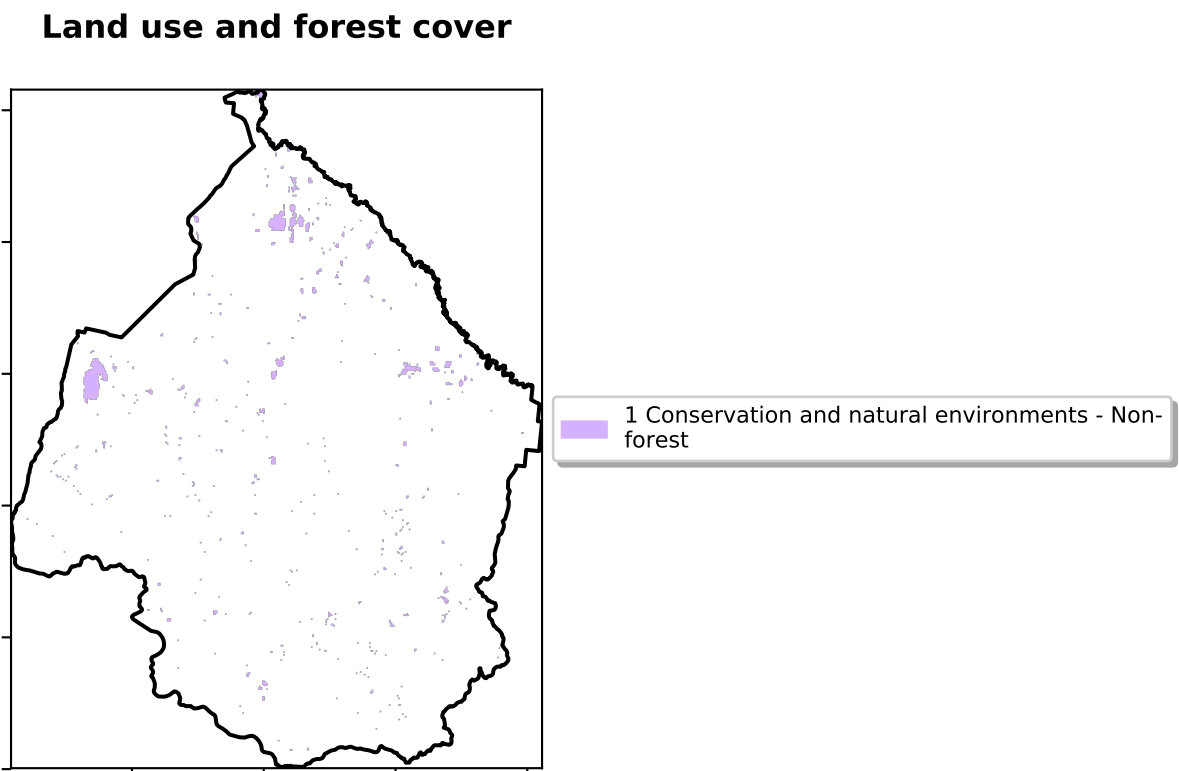 Land use and forest cover
1 Conservation and natural environments - Non-
forest